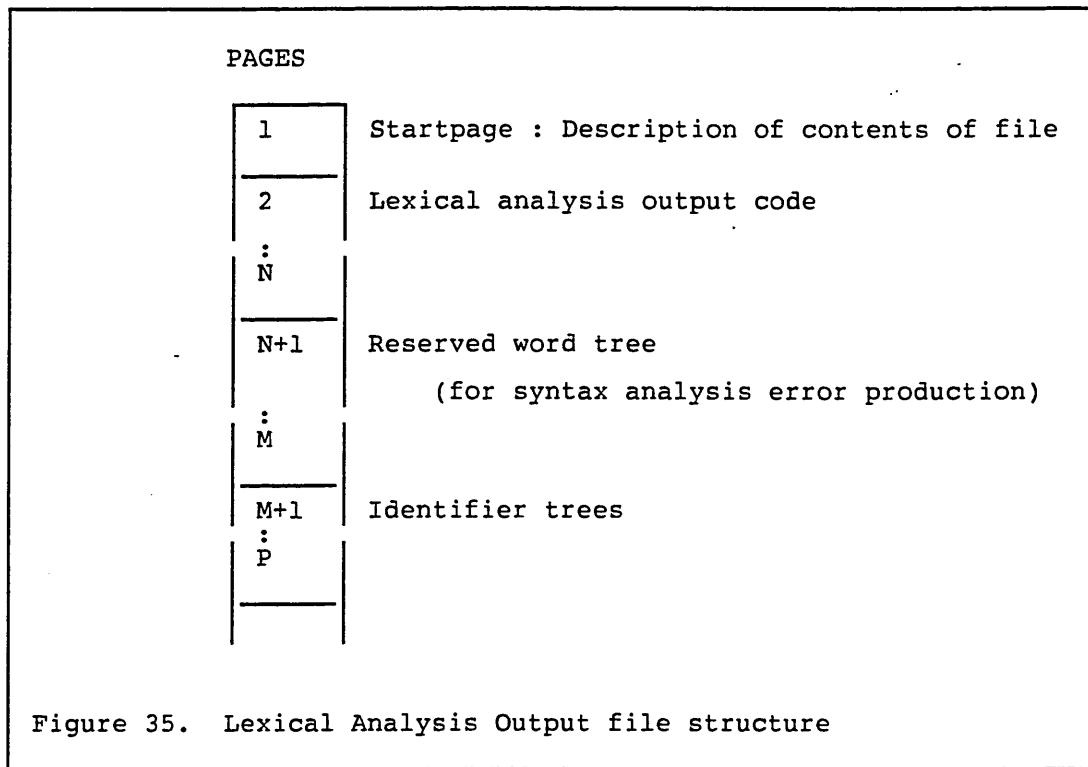 PAGES
1 Startpage : Description of contents of file
2 Lexical analysis output code
:
N
N+1 Reserved word tree
(for syntax analysis error production)
:
M
M+1 Identifier trees
:
P
Figure 35. Lexical Analysis Output file structure